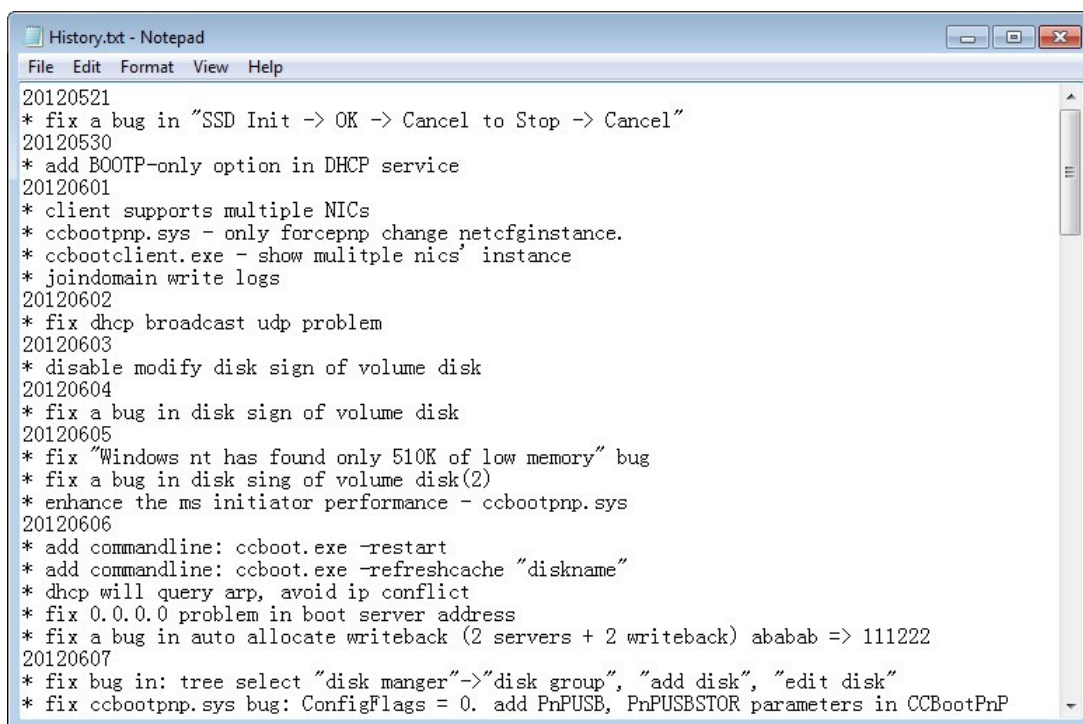 History.txt - Notepad
File Edit Format View Help
20120521
* fix a bug in "SSD Init -> OK -> Cancel to Stop -> Cancel"
20120530
* add BOOTP-only option in DHCP service
20120601
* client supports multiple NICs
* ccbootpnp.sys - only forcepnp change netcfginstance.
* ccbootclient.exe - show mulitple nics' instance
* joindomain write logs
20120602
* fix dhcp broadcast udp problem
20120603
* disable modify disk sign of volume disk
20120604
* fix a bug in disk sign of volume disk
20120605
* fix "Windows nt has found only 510K of low memory" bug
* fix a bug in disk sing of volume disk(2)
* enhance the ms initiator performance - ccbootpnp.sys
20120606
* add commandline: ccboot.exe -restart
* add commandline: ccboot.exe -refreshcache "diskname"
* dhcp will query arp, avoid ip conflict
* fix 0.0.0.0 problem in boot server address
* fix a bug in auto allocate writeback (2 servers + 2 writeback) ababab => 111222
20120607
* fix bug in: tree select "disk manger"->"disk group", "add disk", "edit disk"
* fix ccbootpnp.sys bug: ConfigFlags = 0. add PnPUSB, PnPUSBSTOR parameters in CCBootPnP